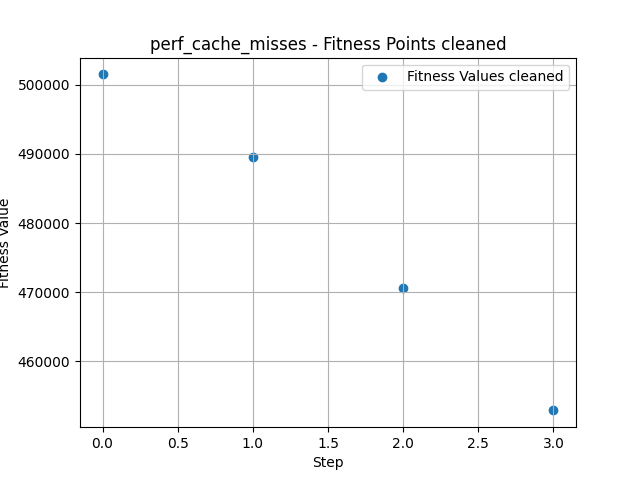 perf_cache_misses - Fitness Points cleaned
Fitness Values cleaned
Fitness Value
500000
490000
480000
470000
460000
0.0 0.5 1.0 1.5 2.0 2.5 3.0
Step